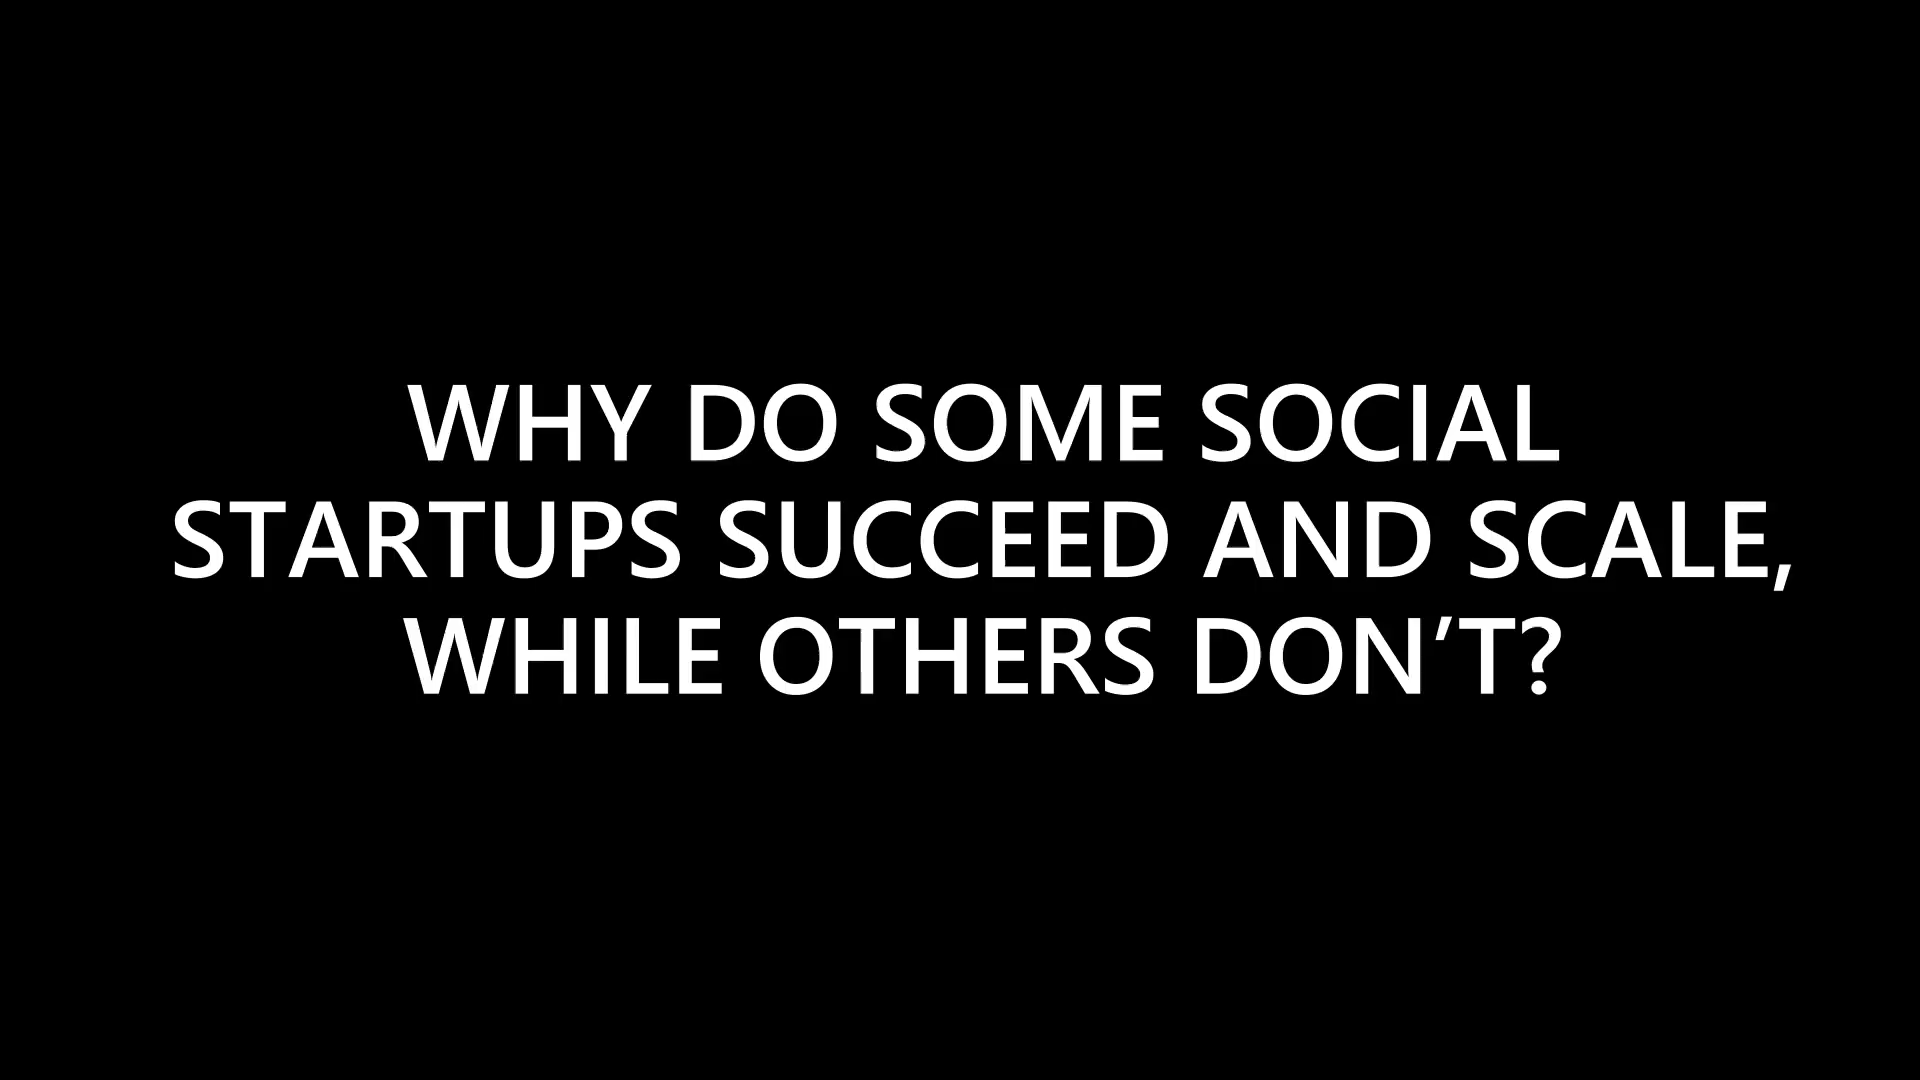 WHY DO SOME SOCIAL
STARTUPS SUCCEED AND SCALE,
WHILE OTHERS DON’T?